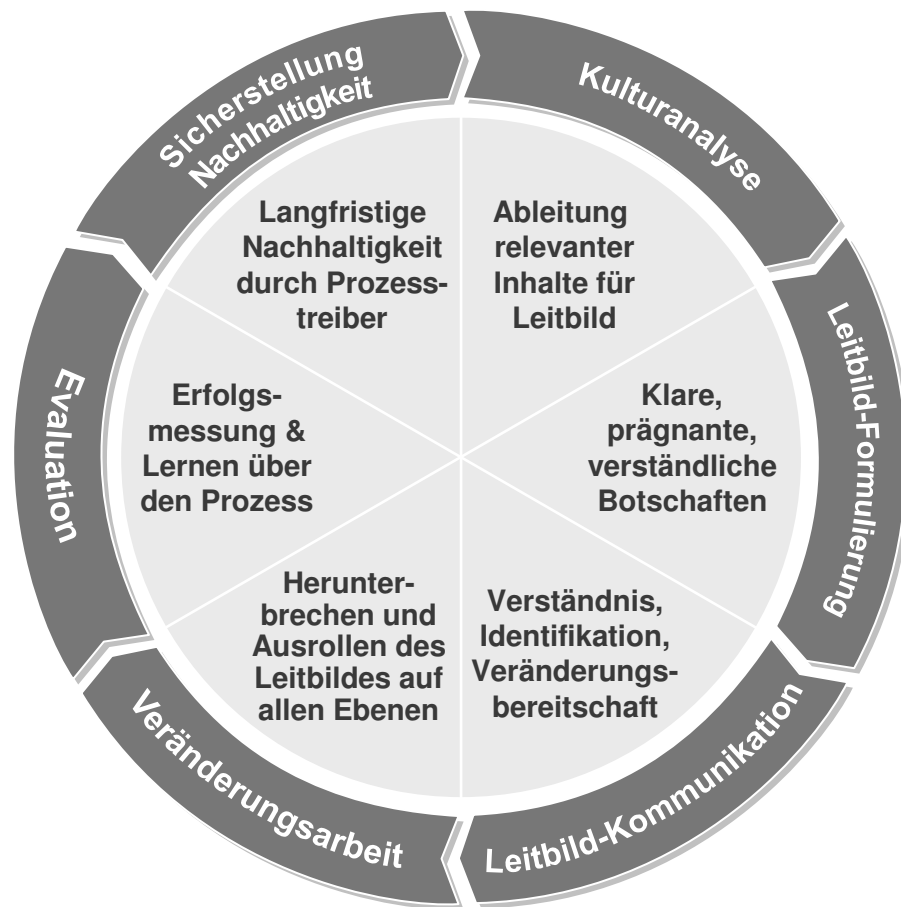 Kulturanalyse
Ableitung
relevanter
Inhalte für
Leitbild
Leitbild-Formulierung
Klare,
prägnante,
verständliche
Botschaften
Leitbild-Kommunikation
Verständnis,
Identifikation,
Veränderungs-
bereitschaft
Veränderungsarbeit
Herunter-
brechen und
Ausrollen des
Leitbildes auf
allen Ebenen
Evaluation
Erfolgs-
messung &
Lernen über
den Prozess
Sicherstellung
Nachhaltigkeit
Langfristige
Nachhaltigkeit
durch Prozess-
treiber